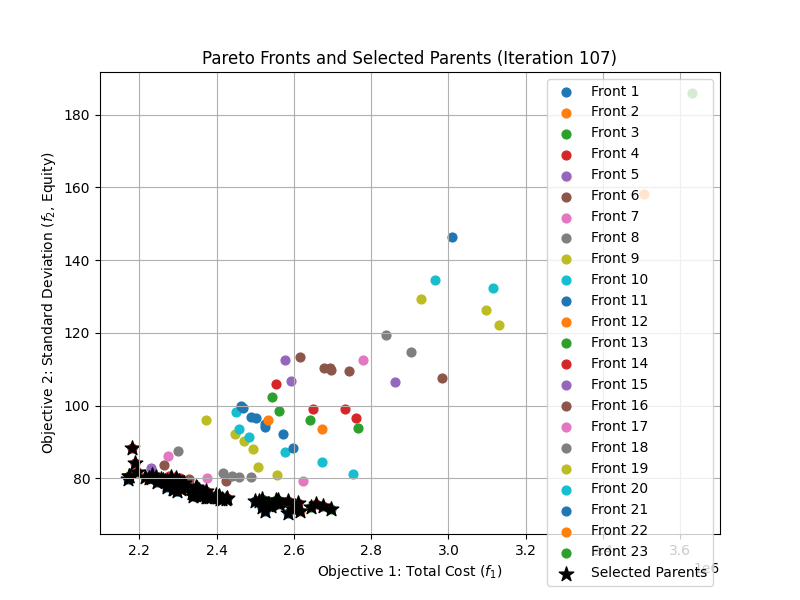 Pareto Fronts and Selected Parents (Iteration 107)
Objective 2: Standard Deviation (f₂, Equity)
180
160
140
120
100
80
2.2
2.4
2.6
2.8
3.0
3.2
3.4
3.6
1e6
Objective 1: Total Cost (f₁)
Front 1
Front 2
Front 3
Front 4
Front 5
Front 6
Front 7
Front 8
Front 9
Front 10
Front 11
Front 12
Front 13
Front 14
Front 15
Front 16
Front 17
Front 18
Front 19
Front 20
Front 21
Front 22
Front 23
Selected Parents